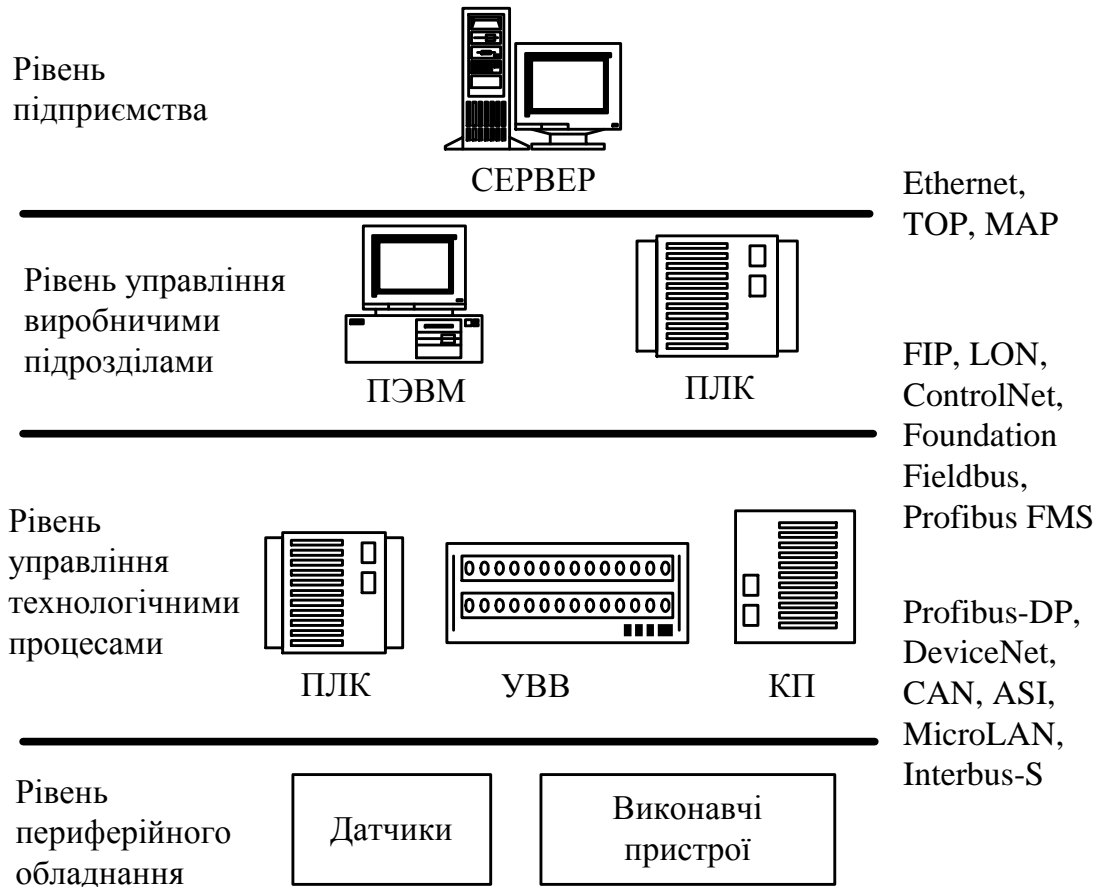 Рівень
підприємства
СЕРВЕР
Ethernet,
TOP, MAP
Рівень управління
виробничими
підрозділами
ПЭВМ
ПЛК
FIP, LON,
ControlNet,
Foundation
Fieldbus,
Profibus FMS
Рівень
управління
технологічними
процесами
ПЛК
УВВ
КП
Profibus-DP,
DeviceNet,
CAN, ASI,
MicroLAN,
Interbus-S
Рівень
периферійного
обладнання
Датчики
Виконавчі
пристрої